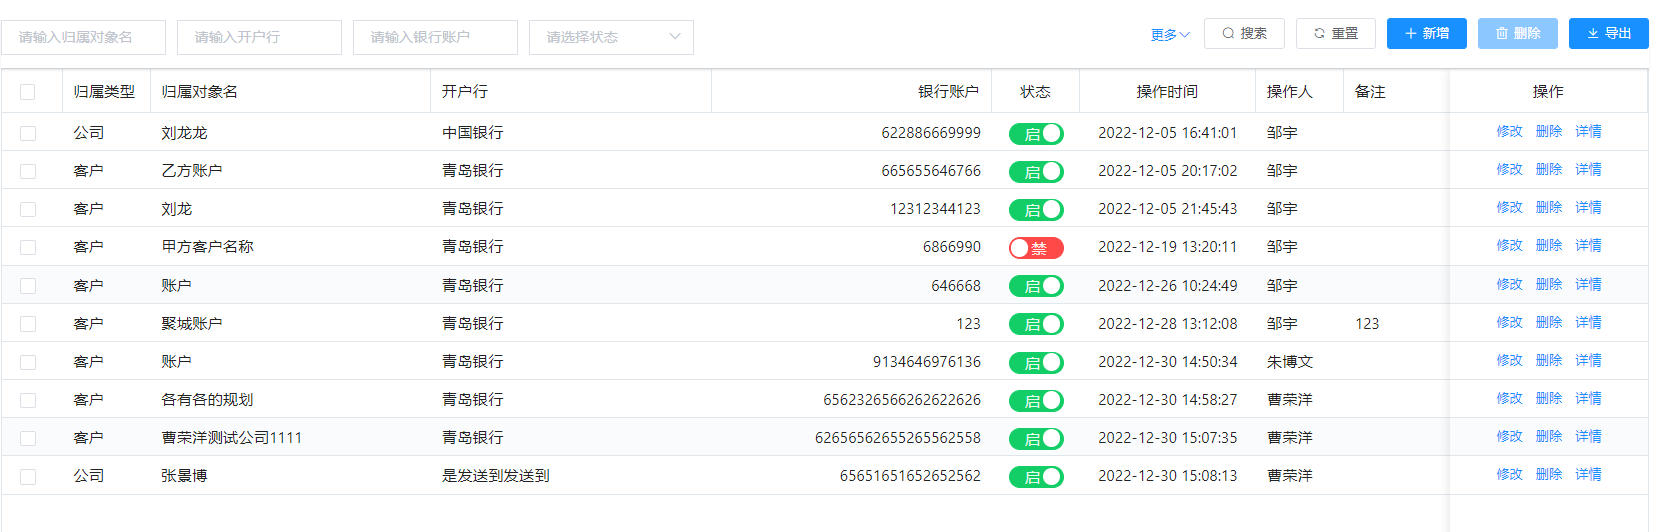 请输入归属对象名 请输入开户行 请输入银行账户 请选择状态 更多 搜索 重置 新增 删除 导出
归属类型 归属对象名 开户行 银行账户 状态 操作时间 操作人 备注 操作
公司 刘龙龙 中国银行 622886669999 启 2022-12-05 16:41:01 邹宇 修改 删除 详情
客户 乙方账户 青岛银行 665655646766 启 2022-12-05 20:17:02 邹宇 修改 删除 详情
客户 刘龙 青岛银行 12312344123 启 2022-12-05 21:45:43 邹宇 修改 删除 详情
客户 甲方客户名称 青岛银行 6866990 禁 2022-12-19 13:20:11 邹宇 修改 删除 详情
客户 账户 青岛银行 646668 启 2022-12-26 10:24:49 邹宇 修改 删除 详情
客户 聚城账户 青岛银行 123 启 2022-12-28 13:12:08 邹宇 123 修改 删除 详情
客户 账户 青岛银行 9134646976136 启 2022-12-30 14:50:34 朱博文 修改 删除 详情
客户 各有各的规划 青岛银行 6562326566262622626 启 2022-12-30 14:58:27 曹荣洋 修改 删除 详情
客户 曹荣洋测试公司1111 青岛银行 62656562655265562558 启 2022-12-30 15:07:35 曹荣洋 修改 删除 详情
公司 张景博 是发送到发送到 65651651652652562 启 2022-12-30 15:08:13 曹荣洋 修改 删除 详情